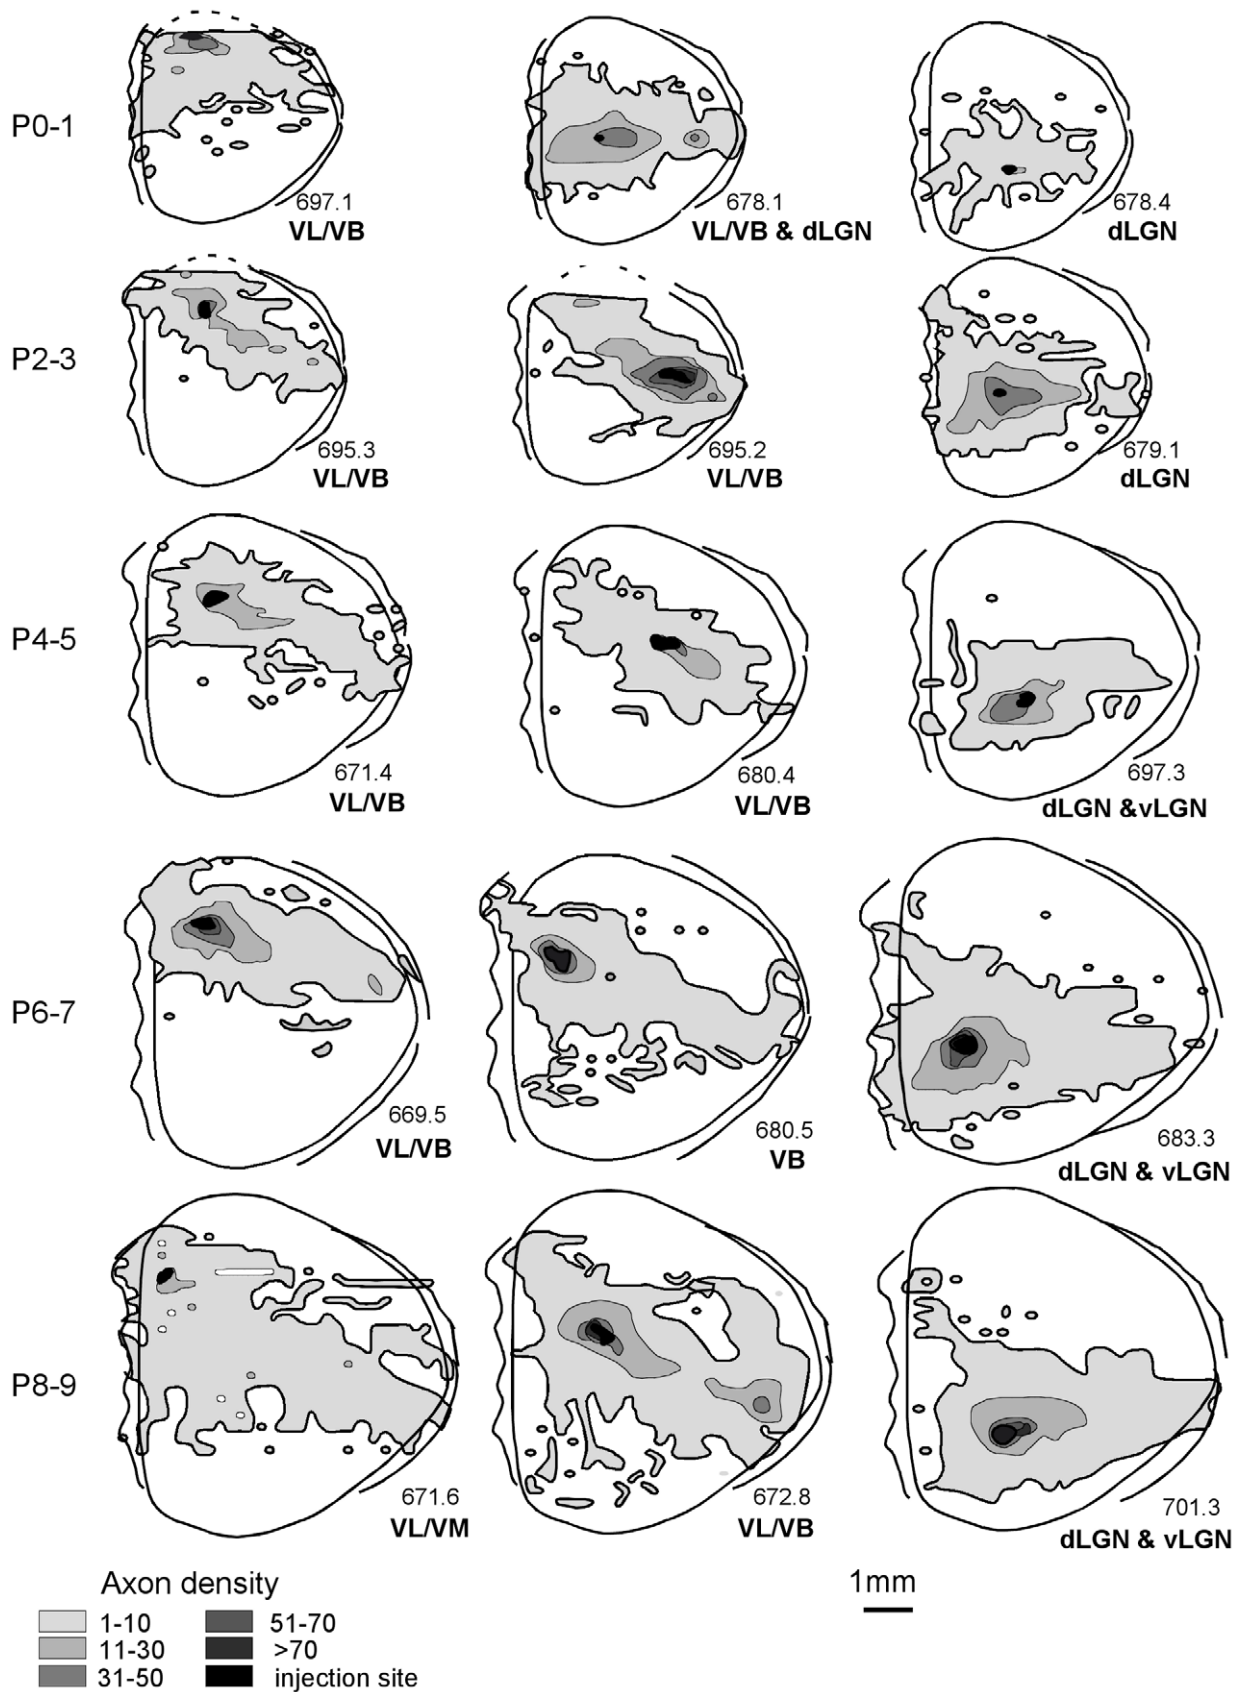 P0-1
697.1
VL/VB
678.1
VL/VB & dLGN
678.4
dLGN
P2-3
695.3
VL/VB
695.2
VL/VB
679.1
dLGN
P4-5
671.4
VL/VB
680.4
VL/VB
697.3
dLGN &vLGN
P6-7
669.5
VL/VB
680.5
VB
683.3
dLGN & vLGN
P8-9
671.6
VL/VM
672.8
VL/VB
701.3
dLGN & vLGN
Axon density
1-10
11-30
31-50
51-70
>70
injection site
1mm